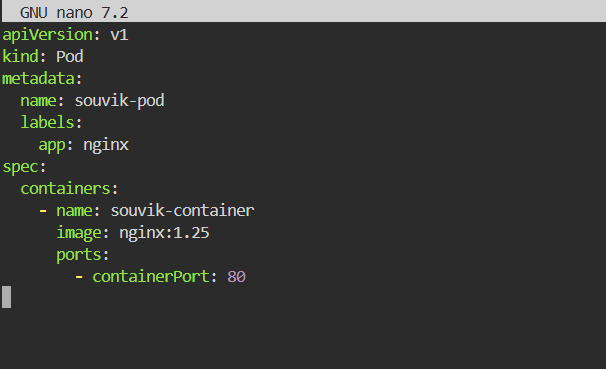 GNU nano 7.2
apiVersion: v1
kind: Pod
metadata:
  name: souvik-pod
  labels:
    app: nginx
spec:
  containers:
    - name: souvik-container
      image: nginx:1.25
      ports:
        - containerPort: 80